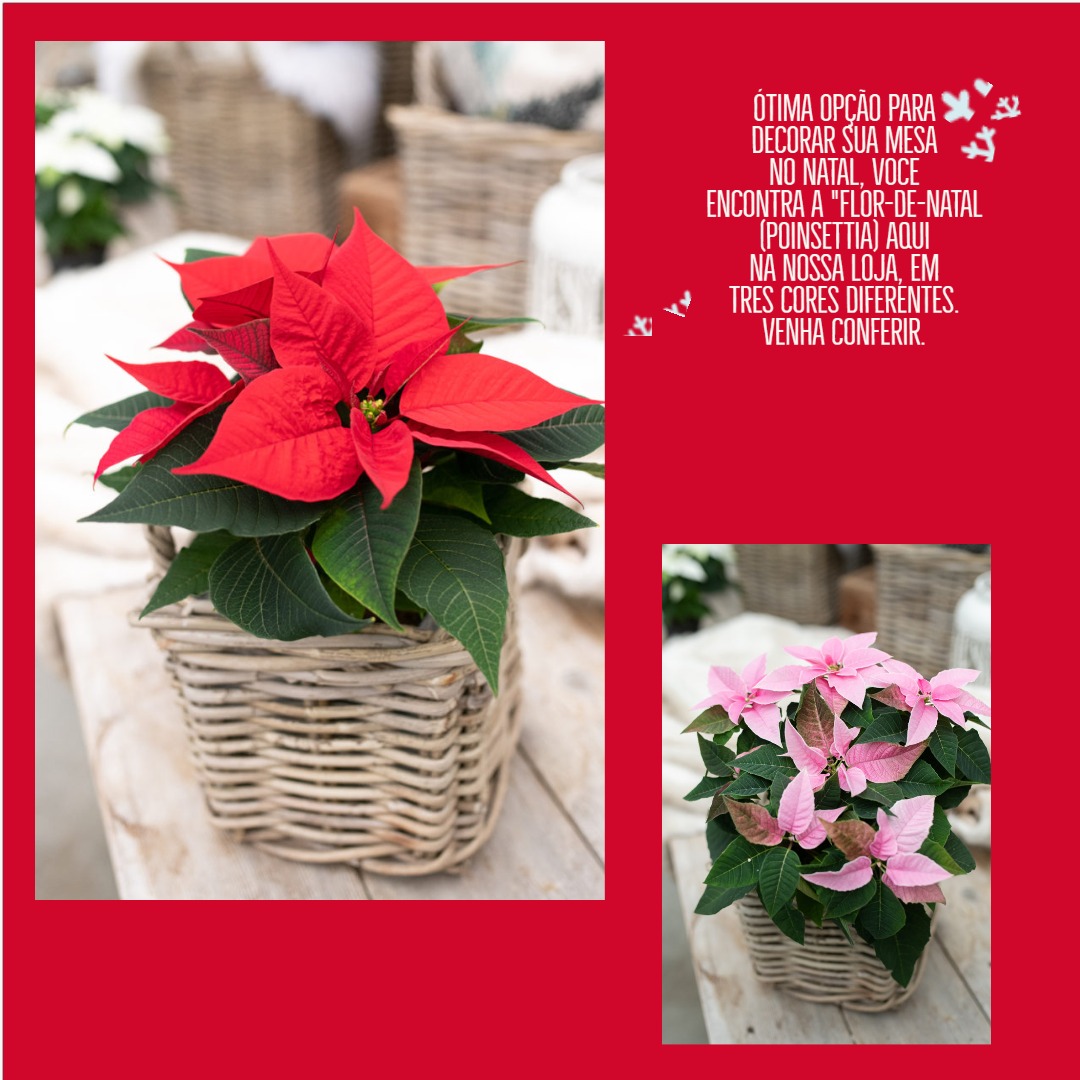 ÓTIMA OPÇÃO PARA
DECORAR SUA MESA
NO NATAL, VOCE
ENCONTRA A "FLOR-DE-NATAL
(POINSETTIA) AQUI
NA NOSSA LOJA, EM
TRES CORES DIFERENTES.
VENHA CONFERIR.